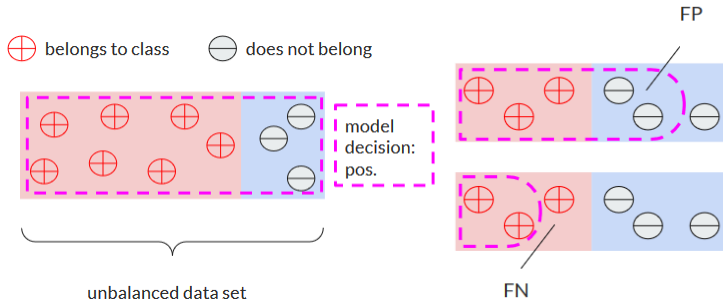 belongs to class
does not belong
FP
model
decision:
pos.
FN
unbalanced data set